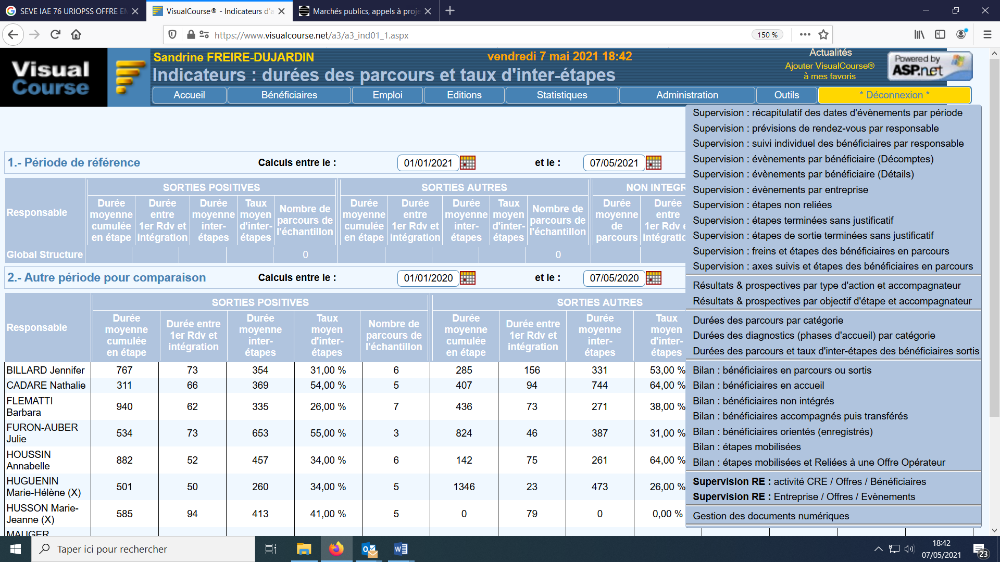 SEVE IAE 76 URIOPSS OFFRE EM
VisualCourse® - Indicateurs d'a
Marchés publics, appels à proje
https://www.visualcourse.net/a3/a3_ind01_1.aspx
150 %
Visual
Course
Sandrine FREIRE-DUJARDIN
vendredi 7 mai 2021 18:42
Indicateurs : durées des parcours et taux d'inter-étapes
Actualités
Ajouter VisualCourse®
à mes favoris
Powered by
ASP.net
Accueil
Bénéficiaires
Emploi
Editions
Statistiques
Administration
Outils
* Déconnexion *
1.- Période de référence
Calculs entre le : 01/01/2021 et le : 07/05/2021
Responsable
SORTIES POSITIVES
Durée moyenne cumulée en étape
Durée entre 1er Rdv et intégration
Durée moyenne inter-étapes
Taux moyen d'inter-étapes
Nombre de parcours de l'échantillon
SORTIES AUTRES
Durée moyenne cumulée en étape
Durée entre 1er Rdv et intégration
Durée moyenne inter-étapes
Taux moyen d'inter-étapes
Nombre de parcours de l'échantillon
NON INTEGR
Durée moyenne de parcours
Durée entre 1er Rdv e intégratio
Global Structure 0 0
2.- Autre période pour comparaison
Calculs entre le : 01/01/2020 et le : 07/05/2020
Responsable
SORTIES POSITIVES
Durée moyenne cumulée en étape
Durée entre 1er Rdv et intégration
Durée moyenne inter-étapes
Taux moyen d'inter-étapes
Nombre de parcours de l'échantillon
SORTIES AUTRES
Durée moyenne cumulée en étape
Durée entre 1er Rdv et intégration
Durée moyenne inter-étapes
Taux moyen d'inter-étapes
BILLARD Jennifer 767 73 354 31,00 % 6 285 156 331 53,00 %
CADARE Nathalie 311 66 369 54,00 % 5 407 94 744 64,00 %
FLEMATTI Barbara 940 62 335 26,00 % 7 436 73 271 38,00 %
FURON-AUBER Julie 534 73 653 55,00 % 3 824 46 387 31,00 %
HOUSSIN Annabelle 882 52 457 34,00 % 6 142 75 261 64,00 %
HUGUENIN Marie-Hélène (X) 501 50 260 34,00 % 5 1346 23 473 26,00 %
HUSSON Marie-Jeanne (X) 585 94 413 41,00 % 5 0 79 0 0,00 %
MAUGER
Supervision : récapitulatif des dates d'évènements par période
Supervision : prévisions de rendez-vous par responsable
Supervision : suivi individuel des bénéficiaires par responsable
Supervision : évènements par bénéficiaire (Décomptes)
Supervision : évènements par bénéficiaire (Détails)
Supervision : évènements par entreprise
Supervision : étapes non reliées
Supervision : étapes terminées sans justificatif
Supervision : étapes de sortie terminées sans justificatif
Supervision : freins et étapes des bénéficiaires en parcours
Supervision : axes suivis et étapes des bénéficiaires en parcours
Résultats & prospectives par type d'action et accompagnateur
Résultats & prospectives par objectif d'étape et accompagnateur
Durées des parcours par catégorie
Durées des diagnostics (phases d'accueil) par catégorie
Durées des parcours et taux d'inter-étapes des bénéficiaires sortis
Bilan : bénéficiaires en parcours ou sortis
Bilan : bénéficiaires en accueil
Bilan : bénéficiaires non intégrés
Bilan : bénéficiaires accompagnés puis transférés
Bilan : bénéficiaires orientés (enregistrés)
Bilan : étapes mobilisées
Bilan : étapes mobilisées et Reliées à une Offre Opérateur
Supervision RE : activité CRE / Offres / Bénéficiaires
Supervision RE : Entreprise / Offres / Evènements
Gestion des documents numériques
Taper ici pour rechercher
18:42
07/05/2021
23